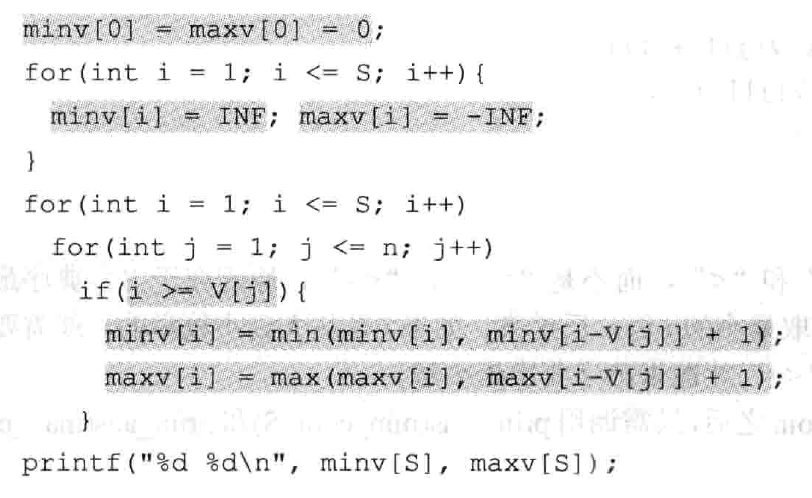 minv[0] = maxv[0] = 0;
for(int i = 1; i <= S; i++){
  minv[i] = INF; maxv[i] = -INF;
}
for(int i = 1; i <= S; i++)
  for(int j = 1; j <= n; j++)
    if(i >= V[j]){
      minv[i] = min(minv[i], minv[i-V[j]] + 1);
      maxv[i] = max(maxv[i], maxv[i-V[j]] + 1);
    }
printf("%d %d\n", minv[S], maxv[S]);